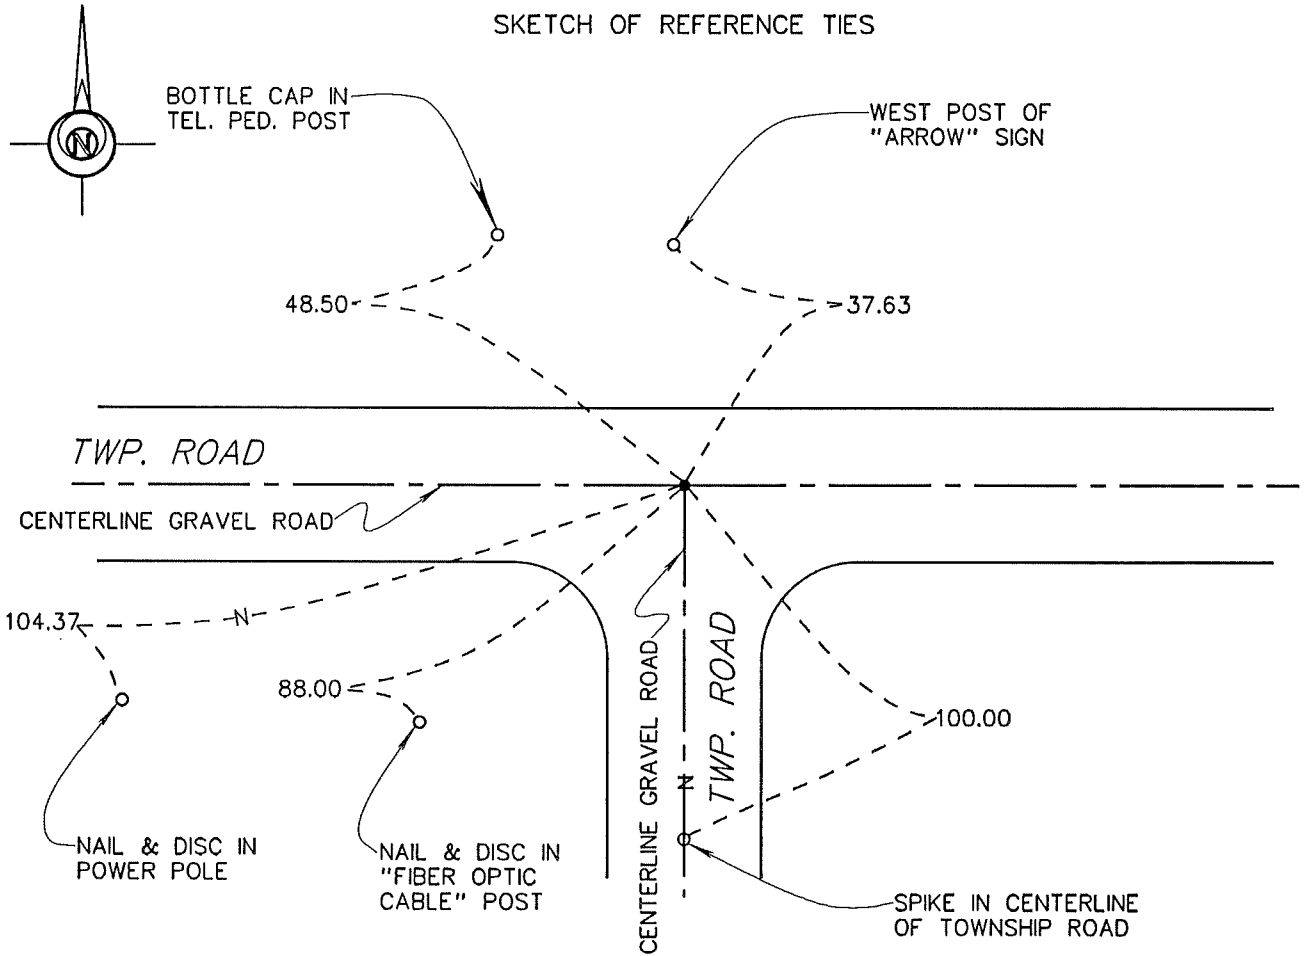 SKETCH OF REFERENCE TIES
BOTTLE CAP IN
TEL. PED. POST
WEST POST OF
"ARROW" SIGN
N
48.50
37.63
TWP. ROAD
CENTERLINE GRAVEL ROAD
104.37
N
88.00
100.00
CENTERLINE GRAVEL ROAD
TWP. ROAD
N
NAIL & DISC IN
POWER POLE
NAIL & DISC IN
"FIBER OPTIC
CABLE" POST
SPIKE IN CENTERLINE
OF TOWNSHIP ROAD